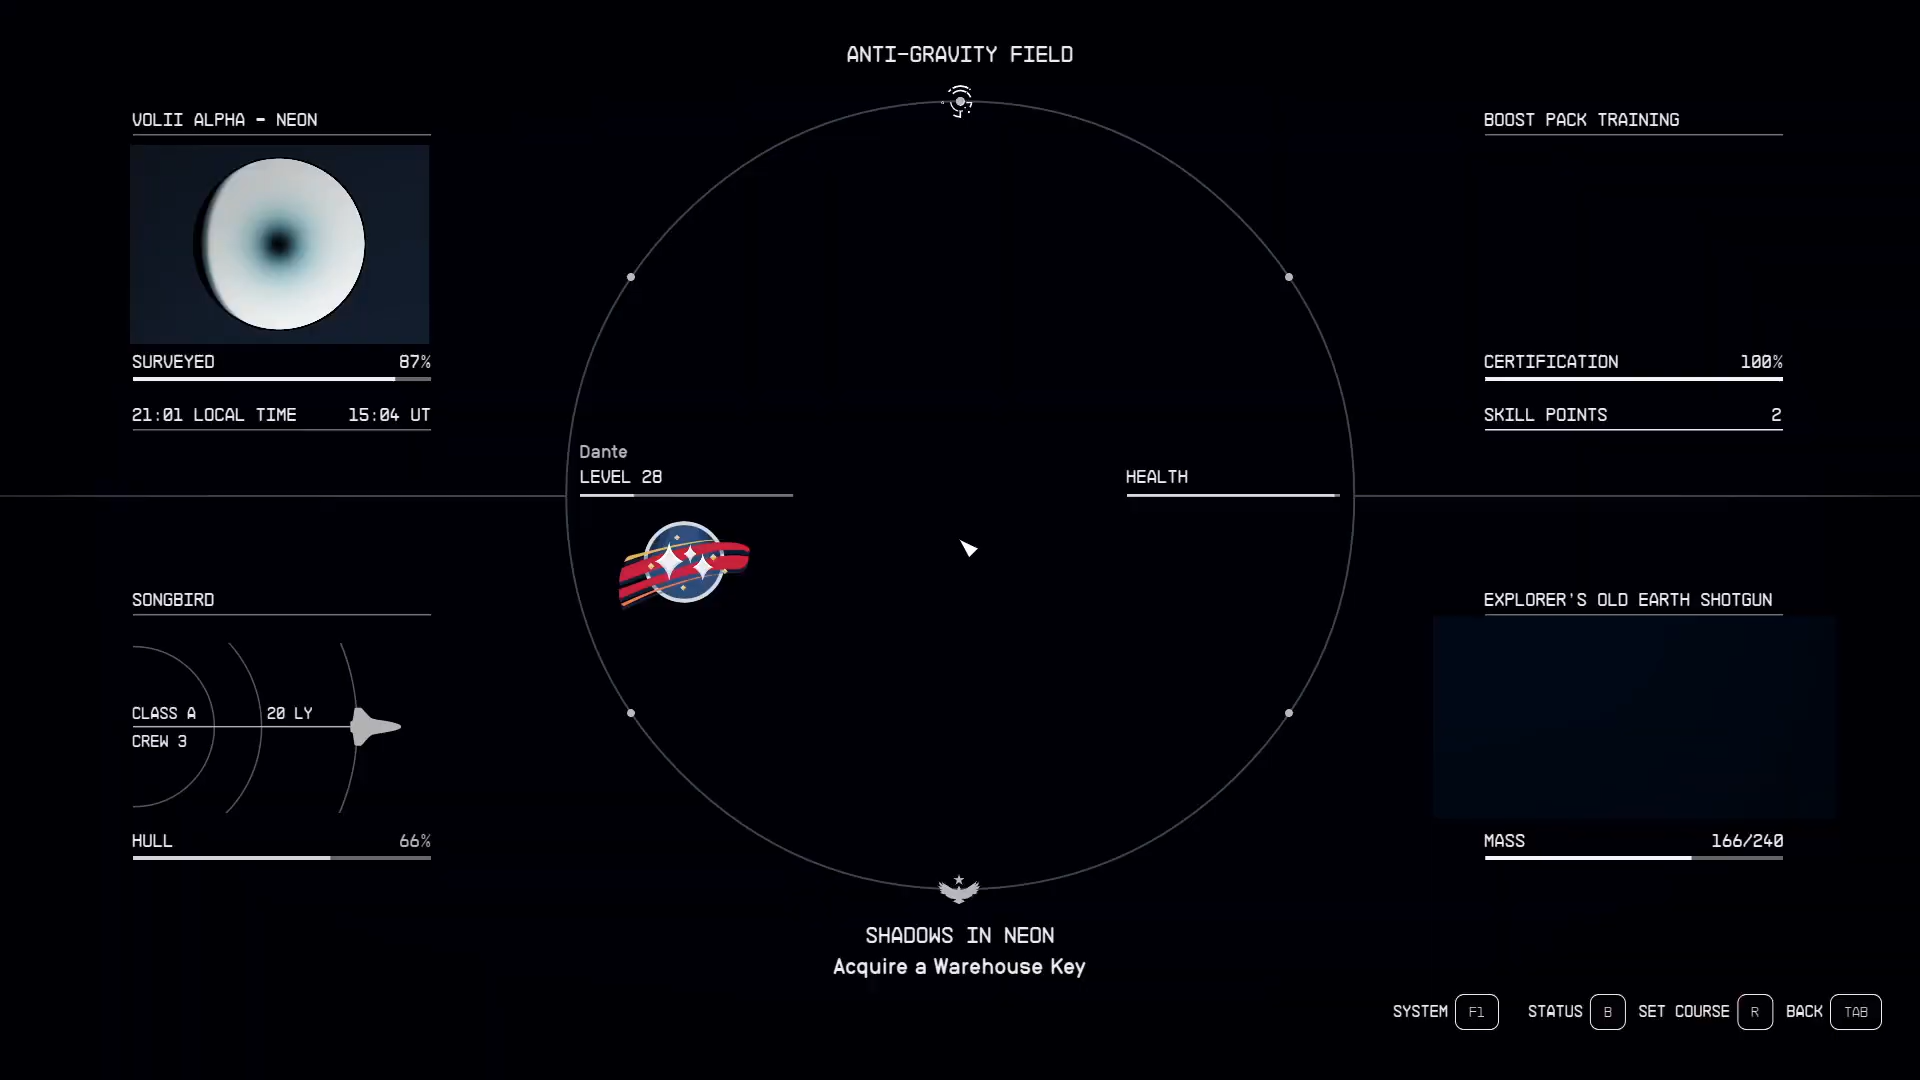 ANTI-GRAVITY FIELD
VOLII ALPHA - NEON
SURVEYED 87%
21:01 LOCAL TIME 15:04 UT
BOOST PACK TRAINING
CERTIFICATION 100%
SKILL POINTS 2
Dante
LEVEL 28
HEALTH
SONGBIRD
CLASS A 20 LY
CREW 3
HULL 66%
EXPLORER'S OLD EARTH SHOTGUN
MASS 166/240
SHADOWS IN NEON
Acquire a Warehouse Key
SYSTEM F1 STATUS B SET COURSE R BACK TAB